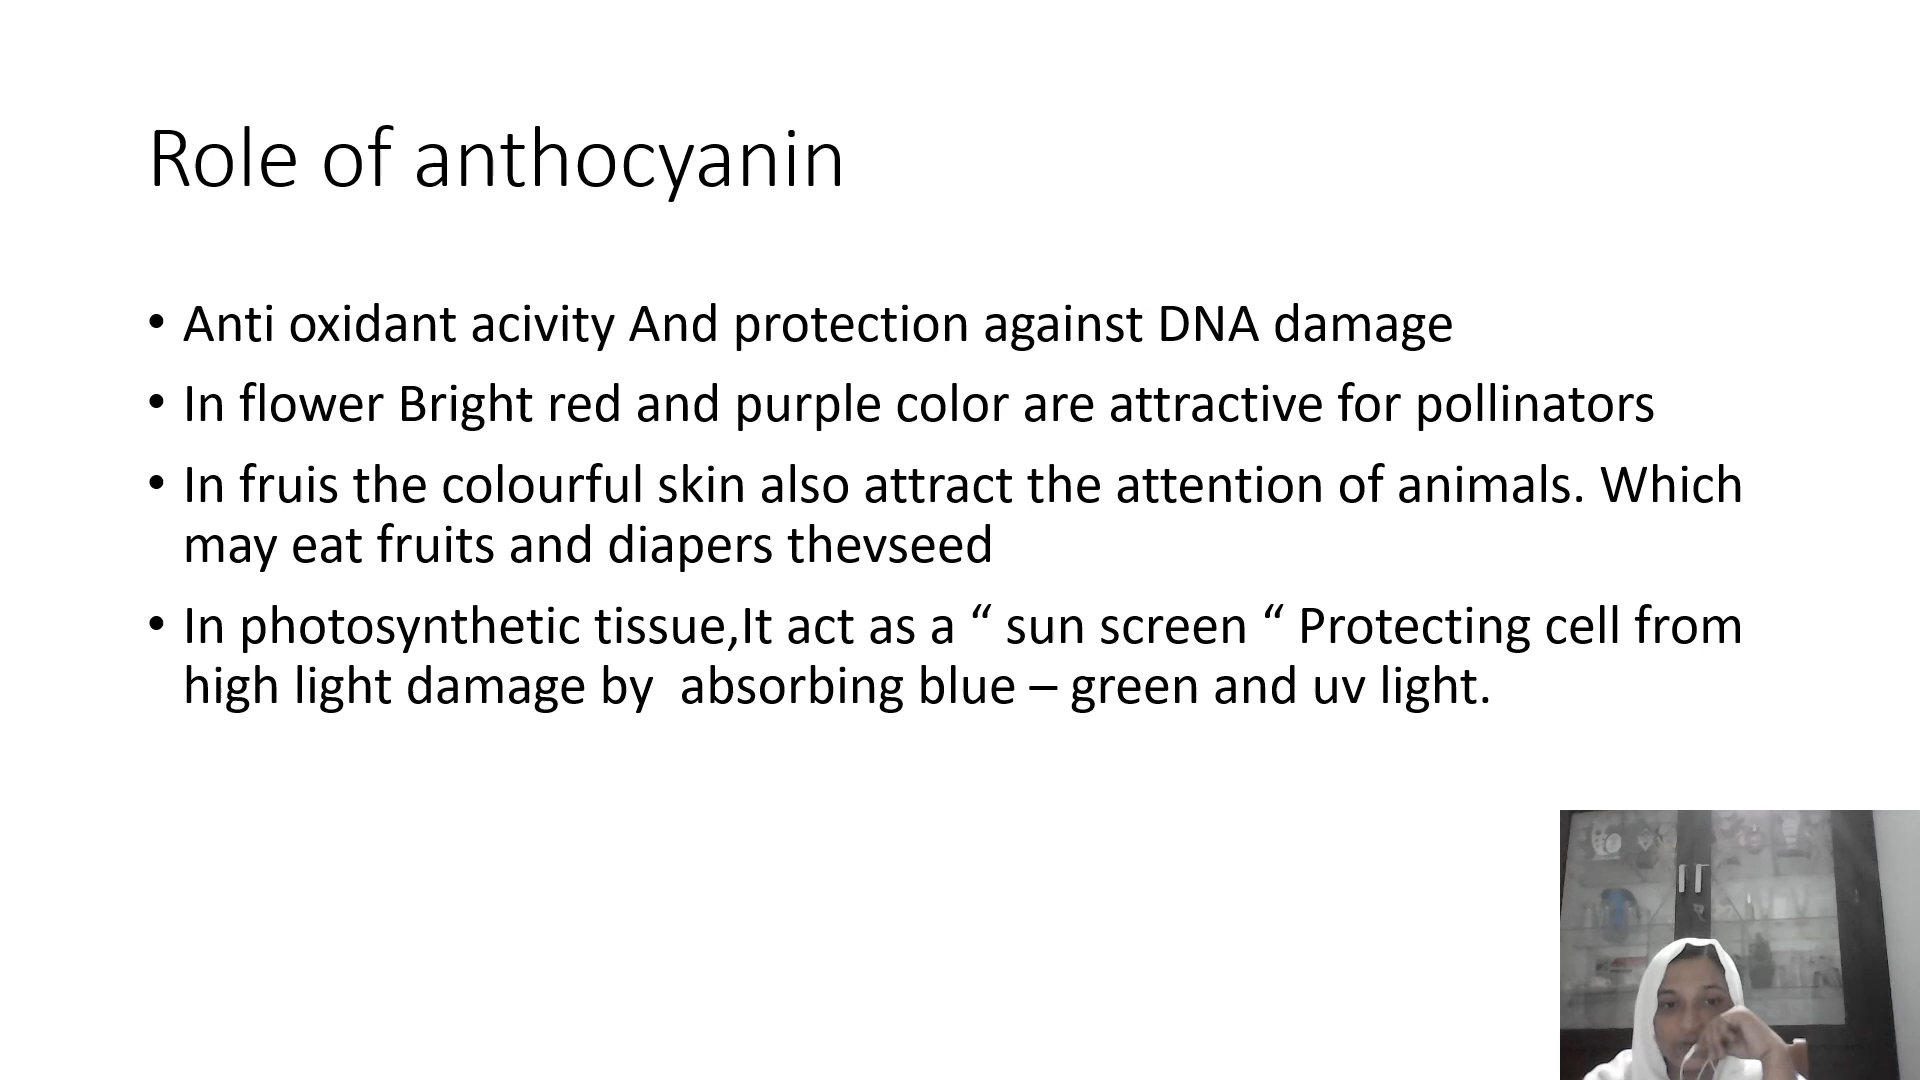 Role of anthocyanin
• Anti oxidant acivity And protection against DNA damage
• In flower Bright red and purple color are attractive for pollinators
• In fruis the colourful skin also attract the attention of animals. Which
may eat fruits and diapers thevseed
• In photosynthetic tissue,It act as a “ sun screen “ Protecting cell from
high light damage by  absorbing blue – green and uv light.